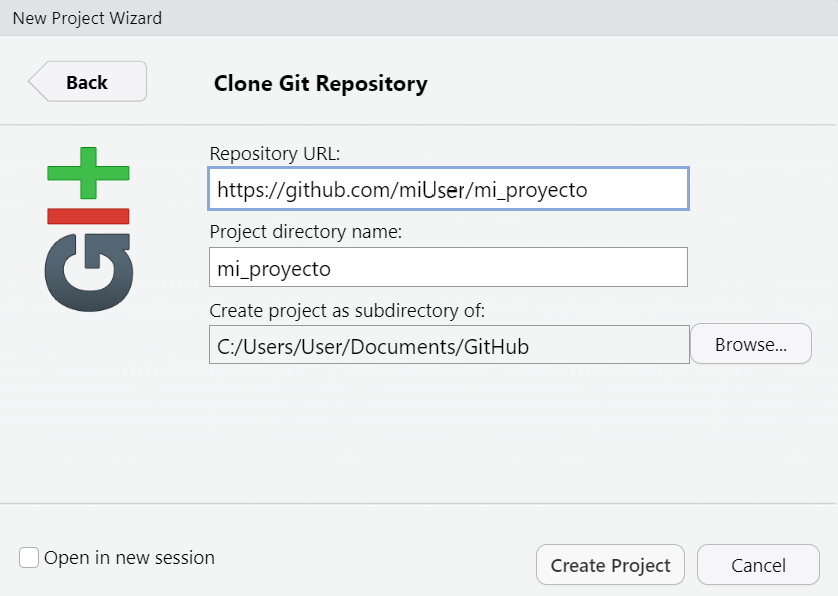 New Project Wizard
Back
Clone Git Repository
GIt
Repository URL:
https://github.com/miUser/mi_proyecto
Project directory name:
mi_proyecto
Create project as subdirectory of:
C:/Users/User/Documents/GitHub
Browse...
Open in new session
Create Project
Cancel